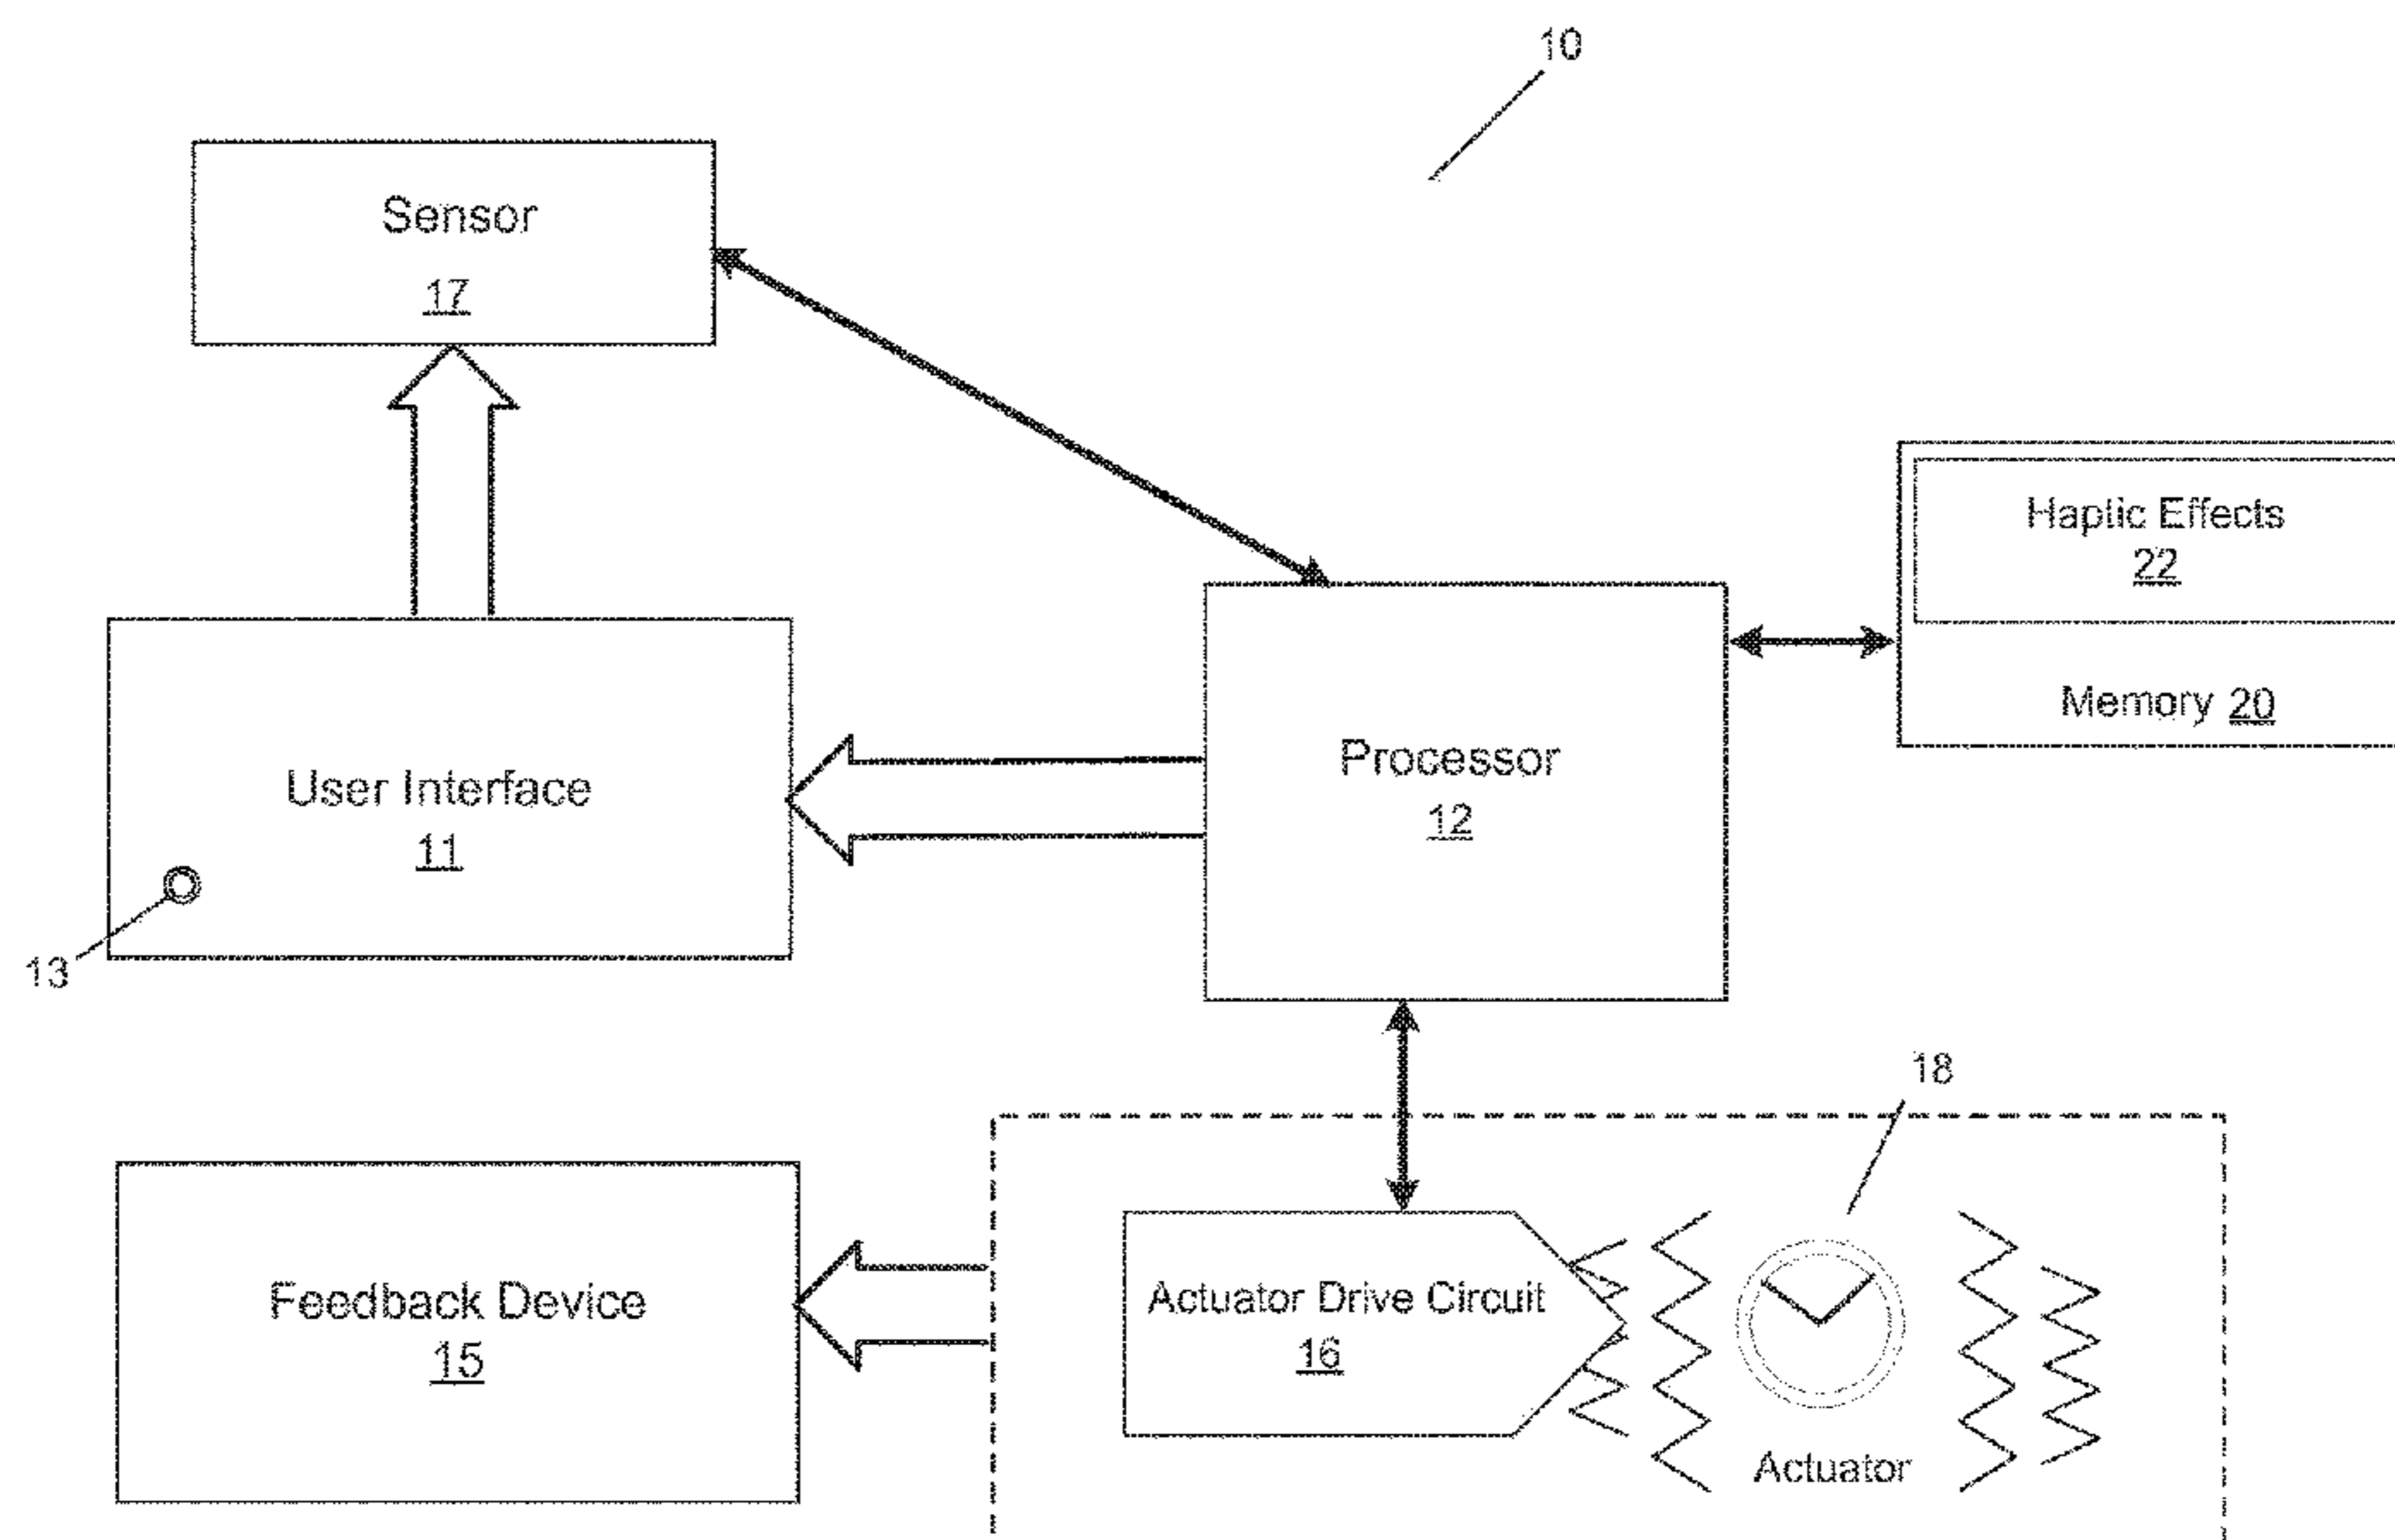 10
Sensor
17
Haptic Effects
22
Memory 20
Processor
12
User Interface
11
13
18
Feedback Device
15
Actuator Drive Circuit
16
Actuator